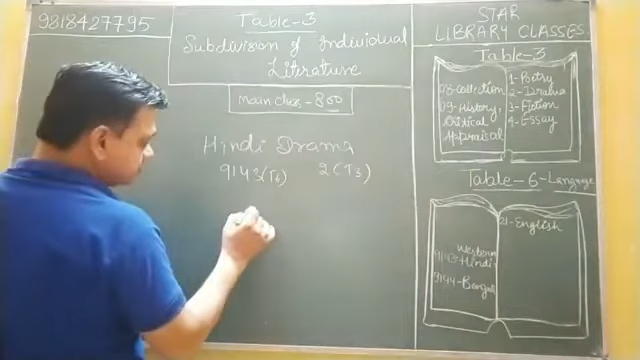 9818427795
Table-3
Subdivision of Individual
Literature
main class - 800
Hindi Drama
9143(T6) 2(T3)
STAR
LIBRARY CLASSES
Table-3
08-collection
09-History,
Critical
Appraisal
1-Poetry
2-Drama
3-Fiction
4-Essay
Table-6-Language
Western
9143-Hindi
9144-Bengali
21-English